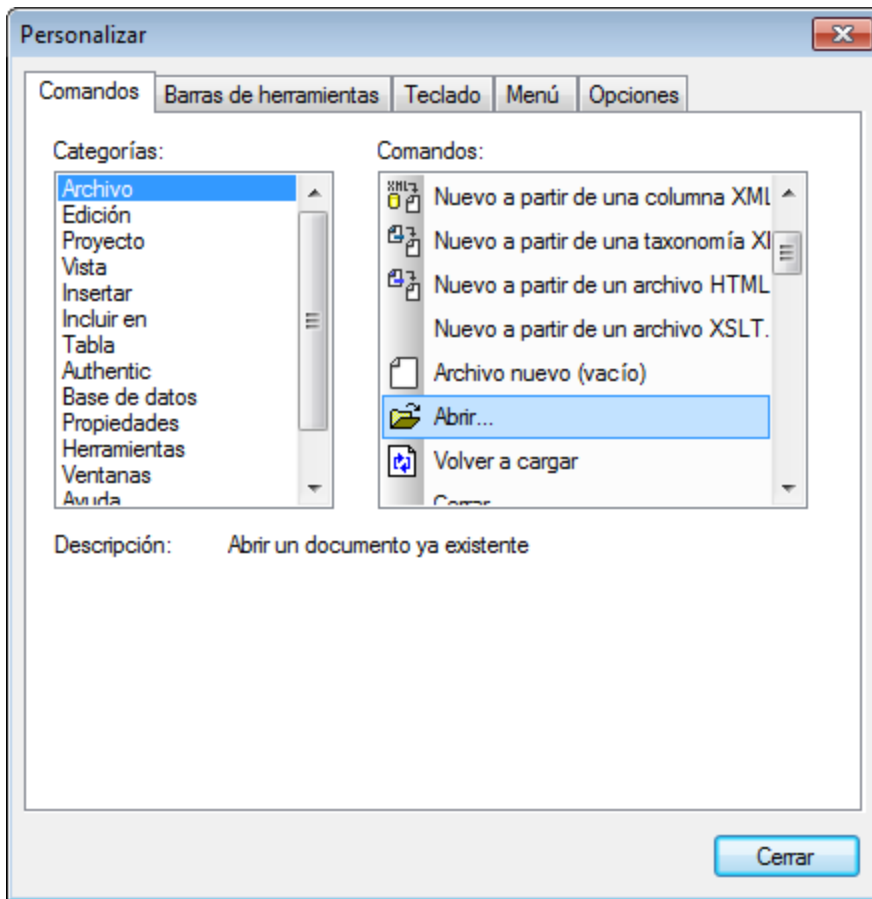 Personalizar
Comandos Barras de herramientas Teclado Menú Opciones
Categorías:
Archivo
Edición
Proyecto
Vista
Insertar
Incluir en
Tabla
Authentic
Base de datos
Propiedades
Herramientas
Ventanas
Ayuda
Comandos:
Nuevo a partir de una columna XML
Nuevo a partir de una taxonomía
Nuevo a partir de un archivo HTML
Nuevo a partir de un archivo XSLT.
Archivo nuevo (vacío)
Abrir...
Volver a cargar
Cerrar
Descripción: Abrir un documento ya existente
Cerrar